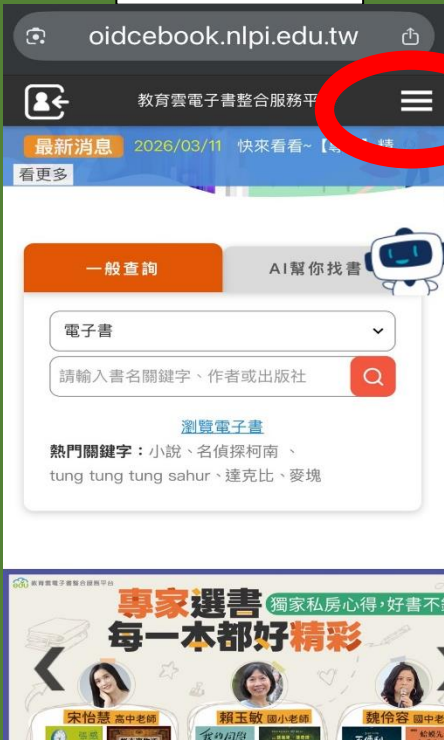 oidcebook.nlpi.edu.tw
教育雲電子書整合服務平
最新消息 2026/03/11 快來看看~【
看更多
一般查詢 AI幫你找書
電子書
請輸入書名關鍵字、作者或出版社
瀏覽電子書
熱門關鍵字：小說、名偵探柯南 、
tung tung tung sahur、達克比、麥塊
edu 教育雲電子書整合服務平台
專家選書 獨家私房心得，好書不
每一本都好精彩
宋怡慧 高中老師 賴玉敏 國小老師 魏伶容 國中老